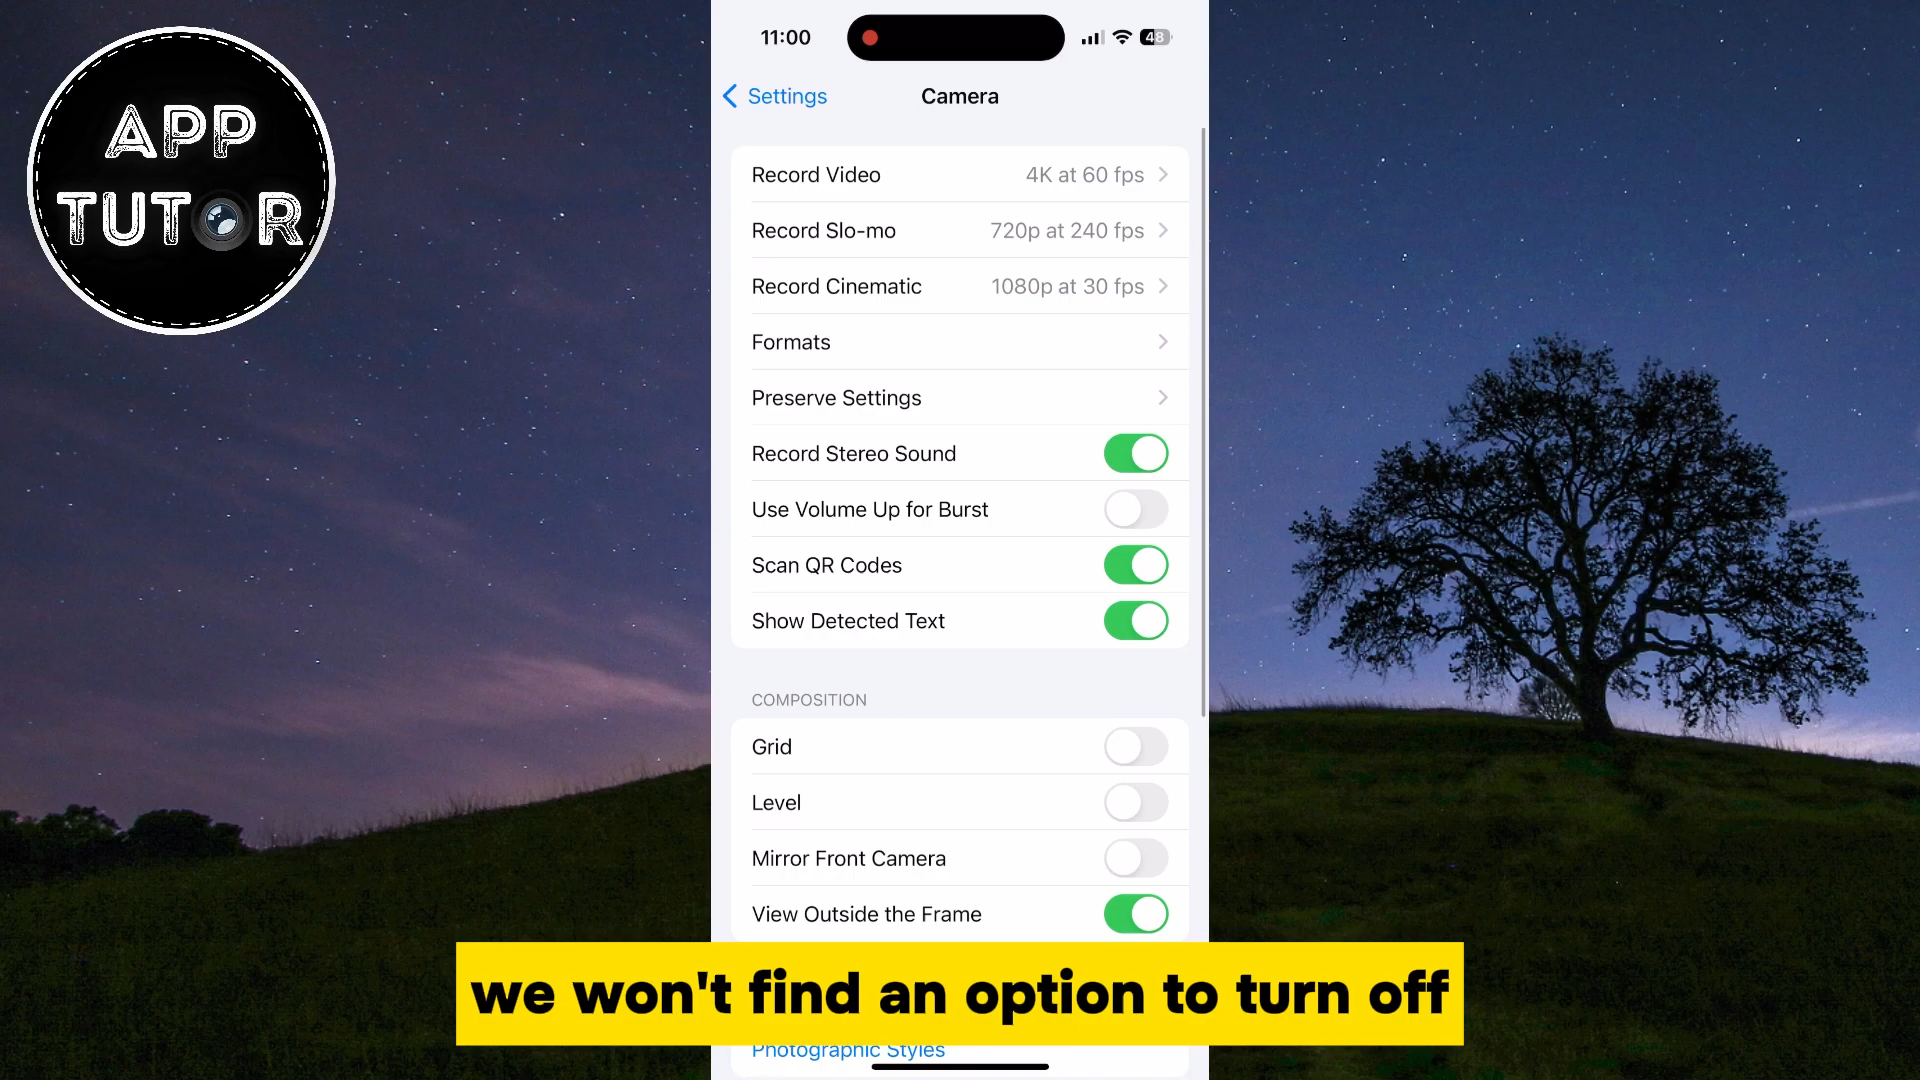 APP
TUTOR
11:00
48
Settings
Camera
Record Video
4K at 60 fps
Record Slo-mo
720p at 240 fps
Record Cinematic
1080p at 30 fps
Formats
Preserve Settings
Record Stereo Sound
Use Volume Up for Burst
Scan QR Codes
Show Detected Text
COMPOSITION
Grid
Level
Mirror Front Camera
View Outside the Frame
we won't find an option to turn off
Photographic Styles